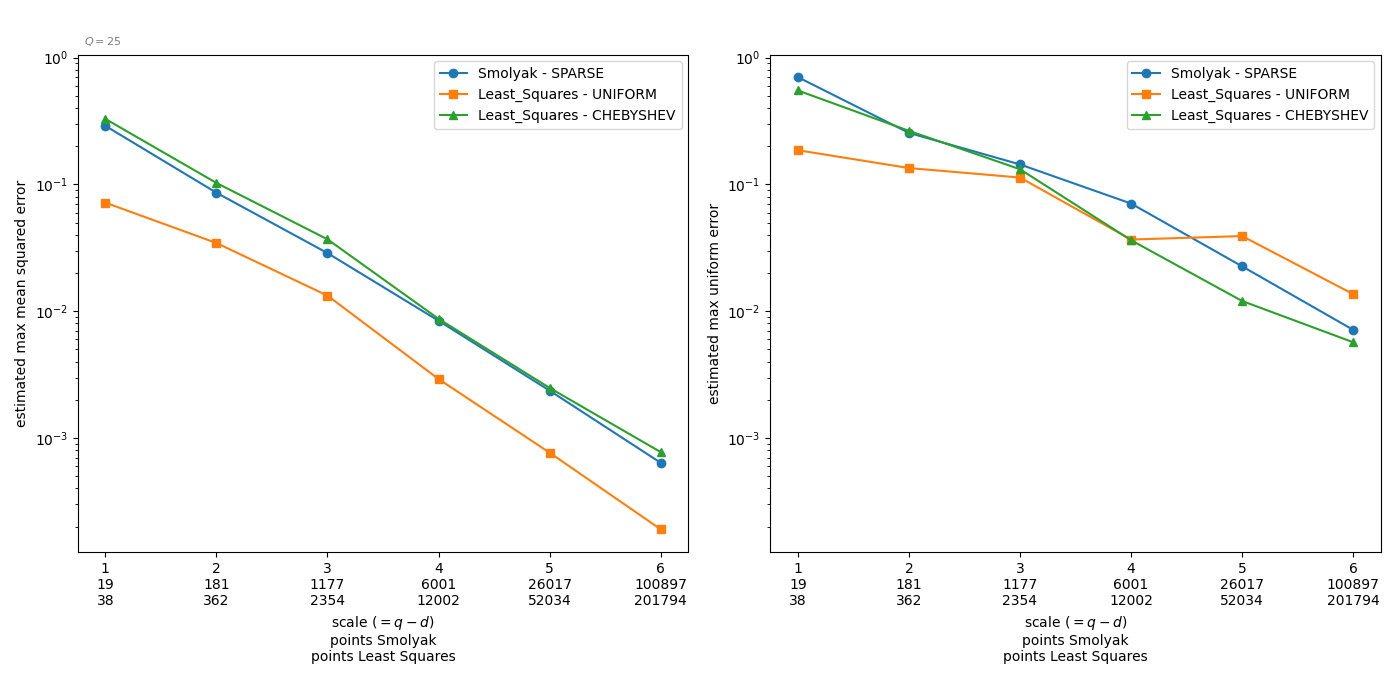 Q = 25
10^0
10^-1
10^-2
10^-3
estimated max mean squared error
Smolyak - SPARSE
Least_Squares - UNIFORM
Least_Squares - CHEBYSHEV
1 2 3 4 5 6
19 181 1177 6001 26017 100897
38 362 2354 12002 52034 201794
scale (= q − d)
points Smolyak
points Least Squares
10^0
10^-1
10^-2
10^-3
estimated max uniform error
Smolyak - SPARSE
Least_Squares - UNIFORM
Least_Squares - CHEBYSHEV
1 2 3 4 5 6
19 181 1177 6001 26017 100897
38 362 2354 12002 52034 201794
scale (= q − d)
points Smolyak
points Least Squares